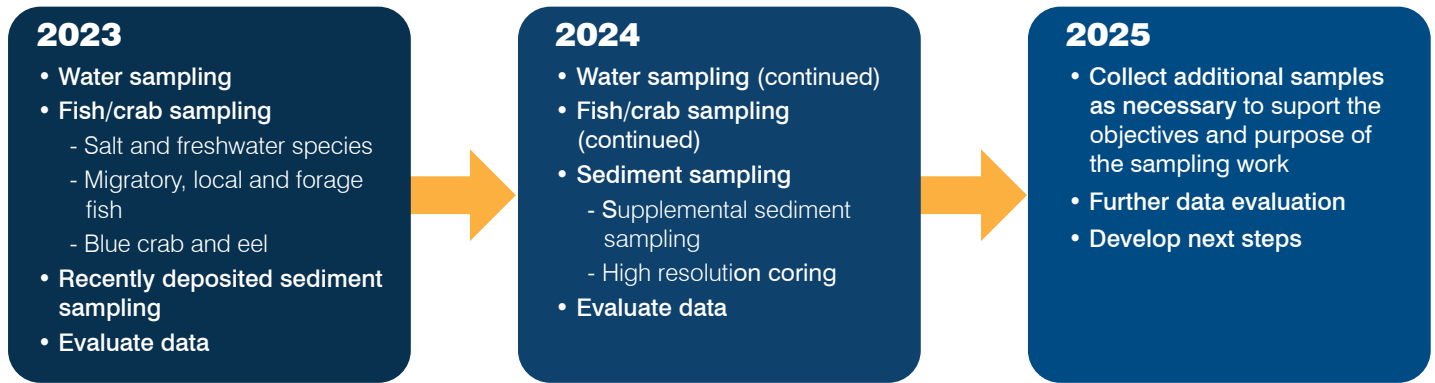 2023
• Water sampling
• Fish/crab sampling
- Salt and freshwater species
- Migratory, local and forage
fish
- Blue crab and eel
• Recently deposited sediment
sampling
• Evaluate data
2024
• Water sampling (continued)
• Fish/crab sampling
(continued)
• Sediment sampling
- Supplemental sediment
sampling
- High resolution coring
• Evaluate data
2025
• Collect additional samples
as necessary to suport the
objectives and purpose of
the sampling work
• Further data evaluation
• Develop next steps